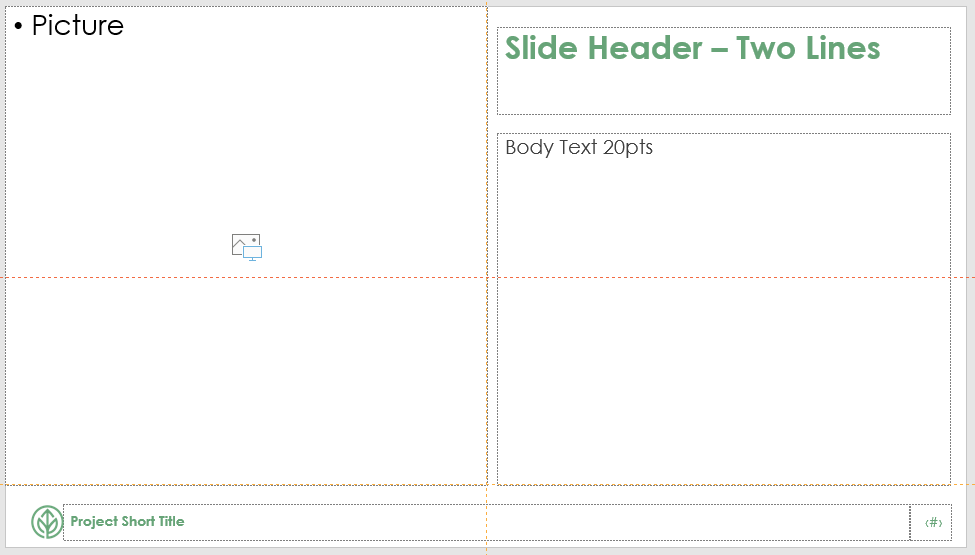 • Picture
Slide Header – Two Lines
Body Text 20pts
Project Short Title
‹#›